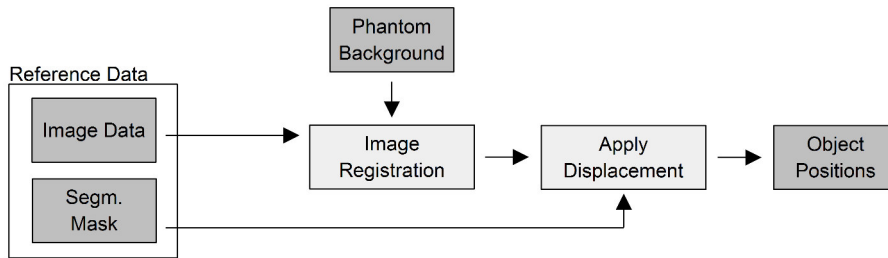 Phantom
Background
Reference Data
Image Data
Image
Registration
Apply
Displacement
Object
Positions
Segm.
Mask